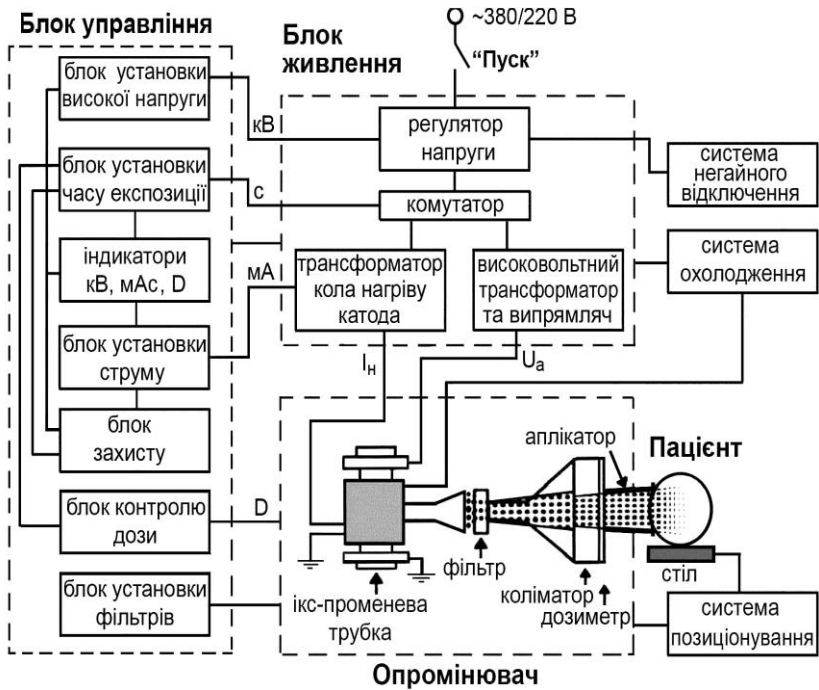 Блок управління
блок установки
високої напруги
блок установки
часу експозиції
індикатори
кВ, мАс, D
блок установки
струму
блок
захисту
блок контролю
дози
блок установки
фільтрів
кВ
с
мА
D
~380/220 В
“Пуск”
Блок
живлення
регулятор
напруги
комутатор
трансформатор
кола нагріву
катода
високовольтний
трансформатор
та випрямляч
система
негайного
відключення
система
охолодження
Iн
Uа
аплікатор
Пацієнт
фільтр
коліматор
дозиметр
стіл
ікс-променева
трубка
система
позиціонування
Опромінювач